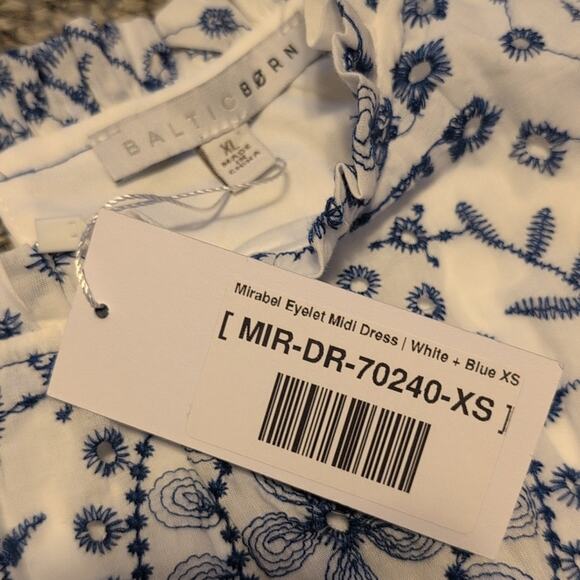 BALTIC BØRN
XL
MADE
IN
CHINA
Mirabel Eyelet Midi Dress | White + Blue XS
[ MIR-DR-70240-XS ]